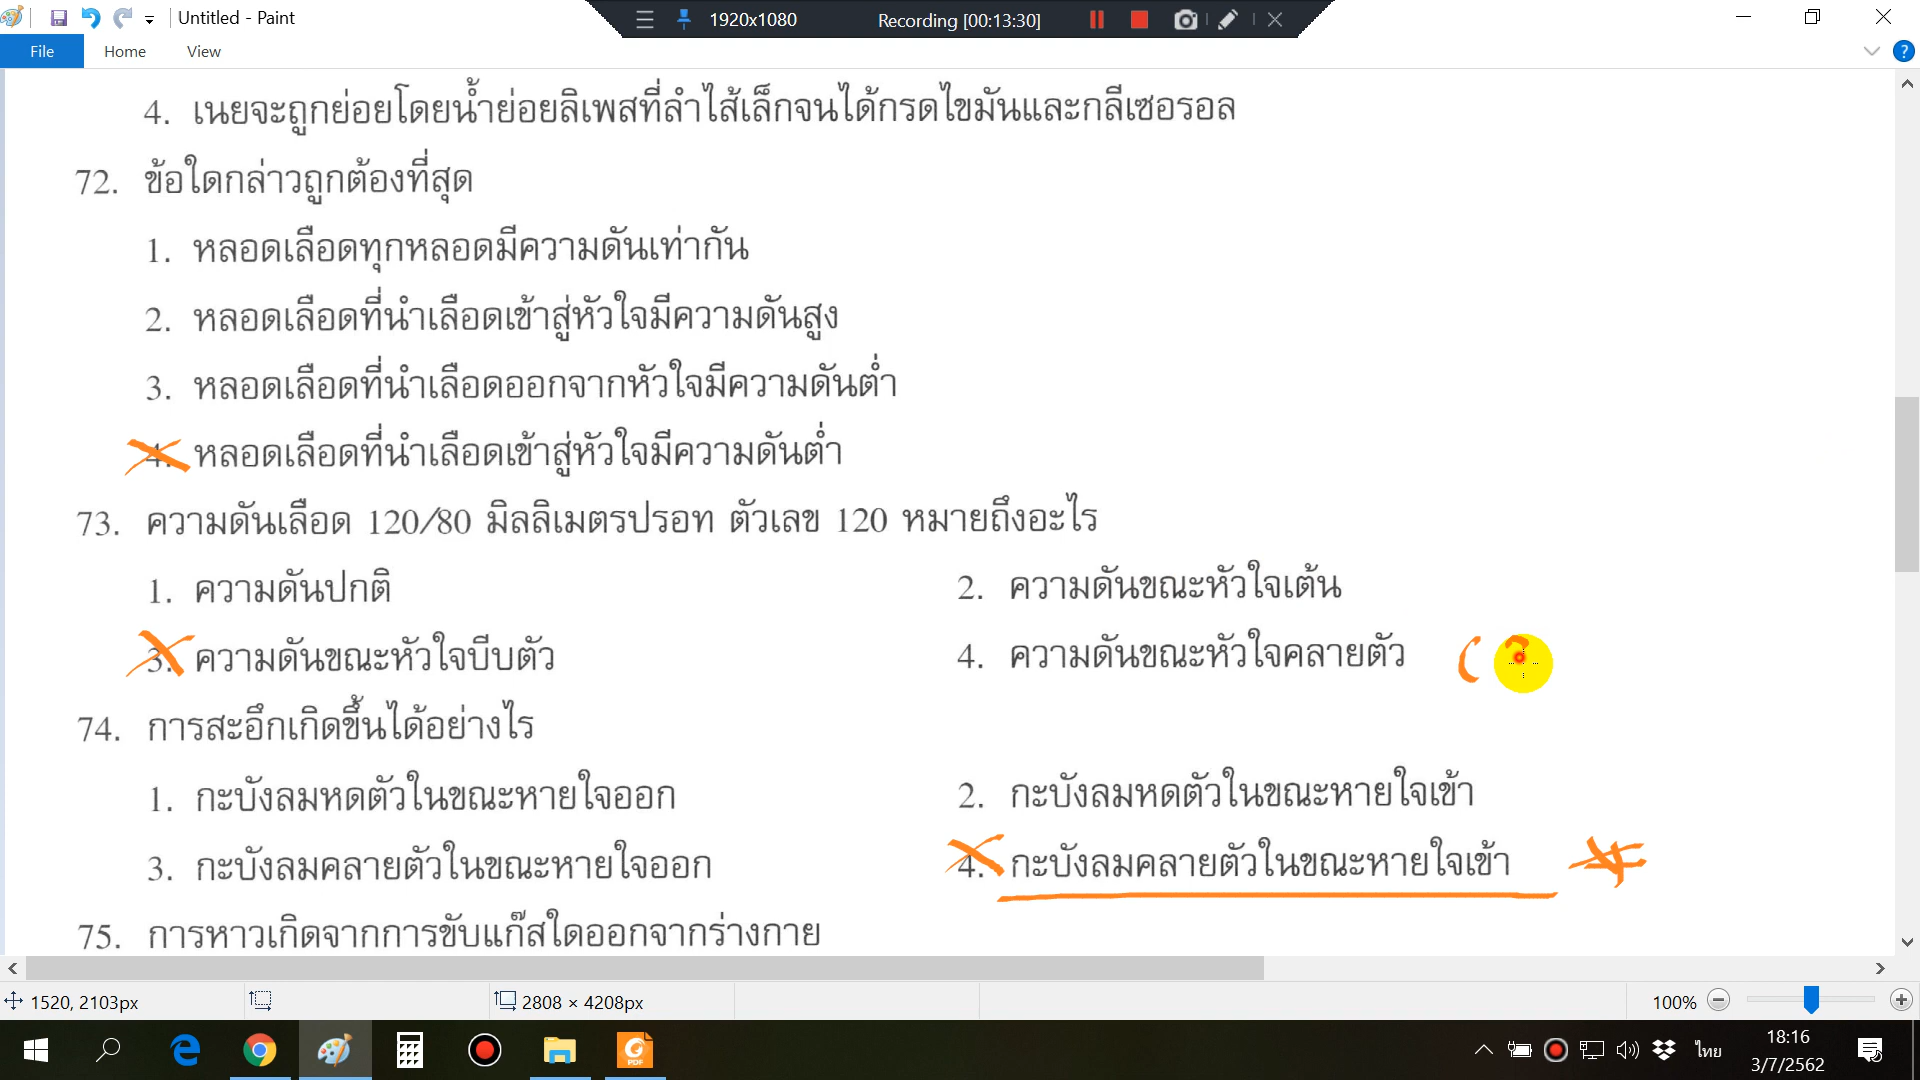 Untitled - Paint
1920x1080 Recording [00:13:30]
File Home View
4. เนยจะถูกย่อยโดยน้ำย่อยลิเพสที่ลำไส้เล็กจนได้กรดไขมันและกลีเซอรอล
72. ข้อใดกล่าวถูกต้องที่สุด
1. หลอดเลือดทุกหลอดมีความดันเท่ากัน
2. หลอดเลือดที่นำเลือดเข้าสู่หัวใจมีความดันสูง
3. หลอดเลือดที่นำเลือดออกจากหัวใจมีความดันต่ำ
4. หลอดเลือดที่นำเลือดเข้าสู่หัวใจมีความดันต่ำ
73. ความดันเลือด 120/80 มิลลิเมตรปรอท ตัวเลข 120 หมายถึงอะไร
1. ความดันปกติ 2. ความดันขณะหัวใจเต้น
3. ความดันขณะหัวใจบีบตัว 4. ความดันขณะหัวใจคลายตัว
74. การสะอึกเกิดขึ้นได้อย่างไร
1. กะบังลมหดตัวในขณะหายใจออก 2. กะบังลมหดตัวในขณะหายใจเข้า
3. กะบังลมคลายตัวในขณะหายใจออก 4. กะบังลมคลายตัวในขณะหายใจเข้า
75. การหาวเกิดจากการขับแก๊สใดออกจากร่างกาย
1520, 2103px 2808 × 4208px 100%
PDF ไทย 18:16
3/7/2562